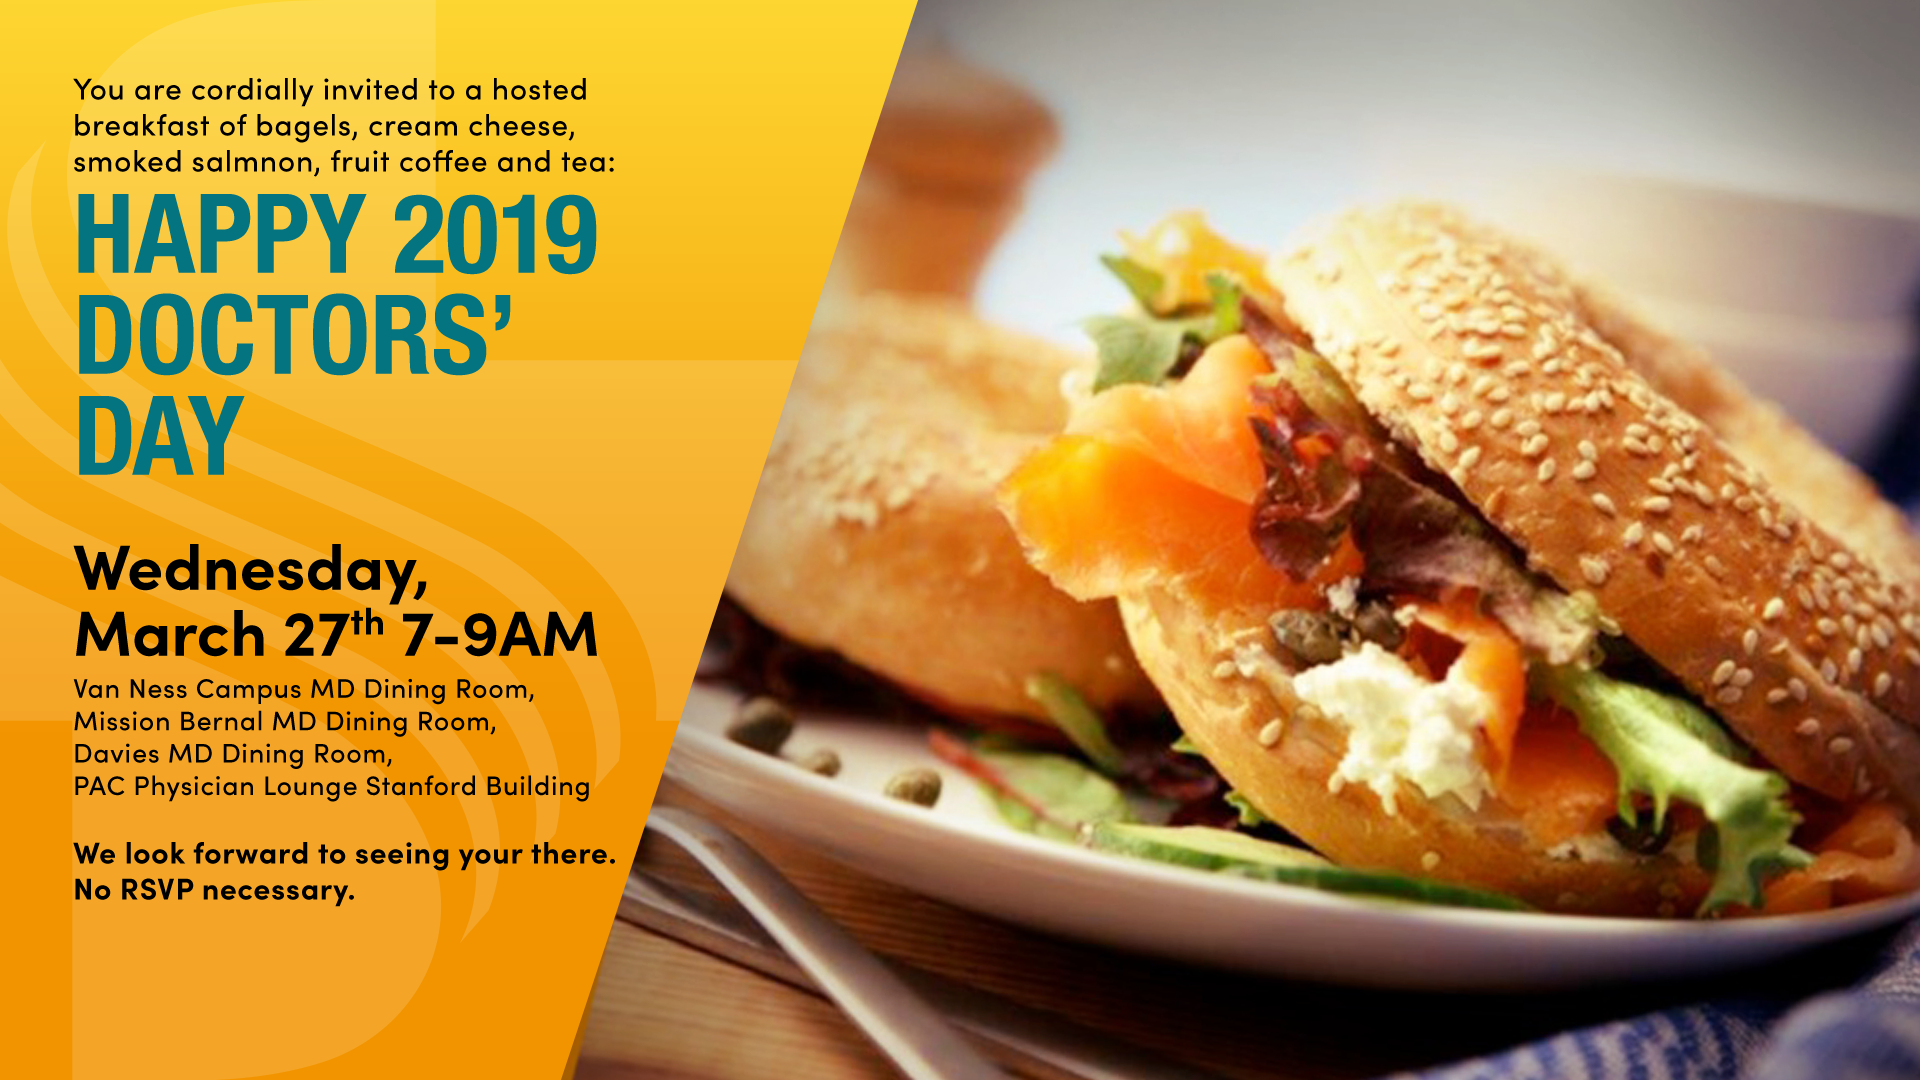 You are cordially invited to a hosted
breakfast of bagels, cream cheese,
smoked salmnon, fruit coffee and tea:
HAPPY 2019
DOCTORS’
DAY
Wednesday,
March 27th 7-9AM
Van Ness Campus MD Dining Room,
Mission Bernal MD Dining Room,
Davies MD Dining Room,
PAC Physician Lounge Stanford Building
We look forward to seeing your there.
No RSVP necessary.